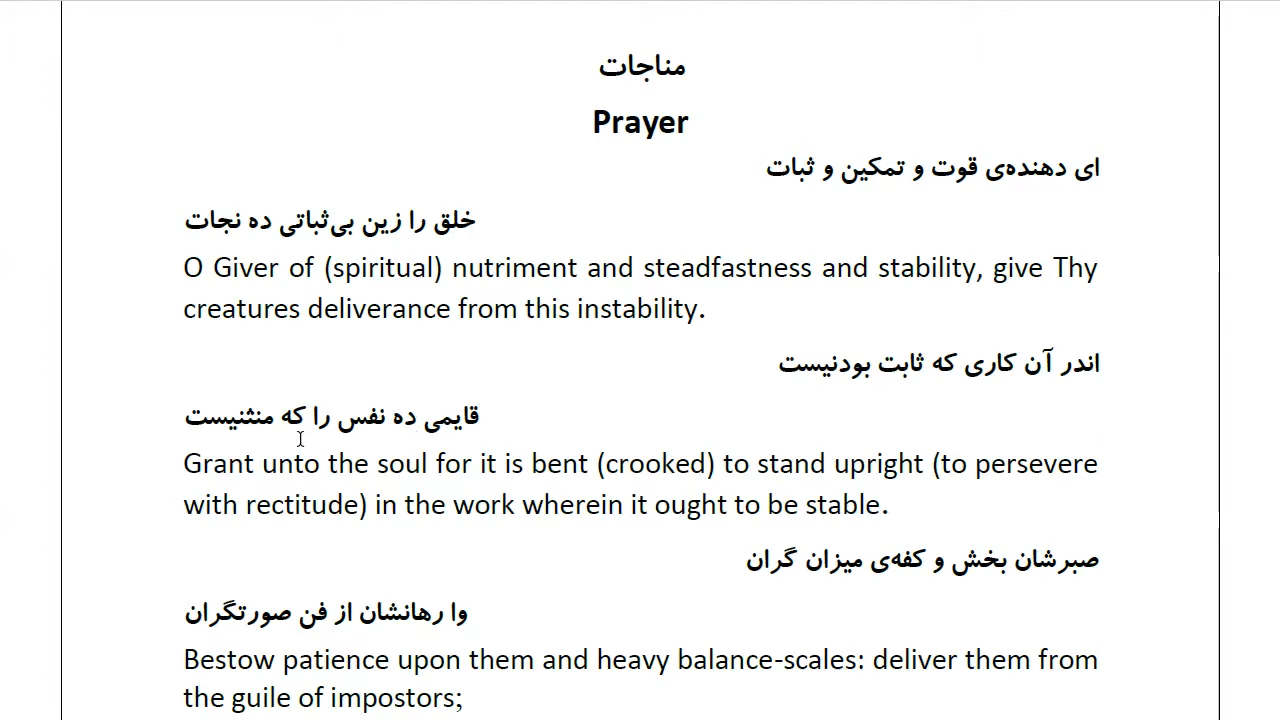 مناجات
Prayer
ای دهنده‌ی قوت و تمکین و ثبات
خلق را زین بی‌ثباتی ده نجات
O Giver of (spiritual) nutriment and steadfastness and stability, give Thy
creatures deliverance from this instability.
اندر آن کاری که ثابت بودنیست
قایمی ده نفس را که منثنیست
Grant unto the soul for it is bent (crooked) to stand upright (to persevere
with rectitude) in the work wherein it ought to be stable.
صبرشان بخش و کفه‌ی میزان گران
وا رهانشان از فن صورتگران
Bestow patience upon them and heavy balance-scales: deliver them from
the guile of impostors;